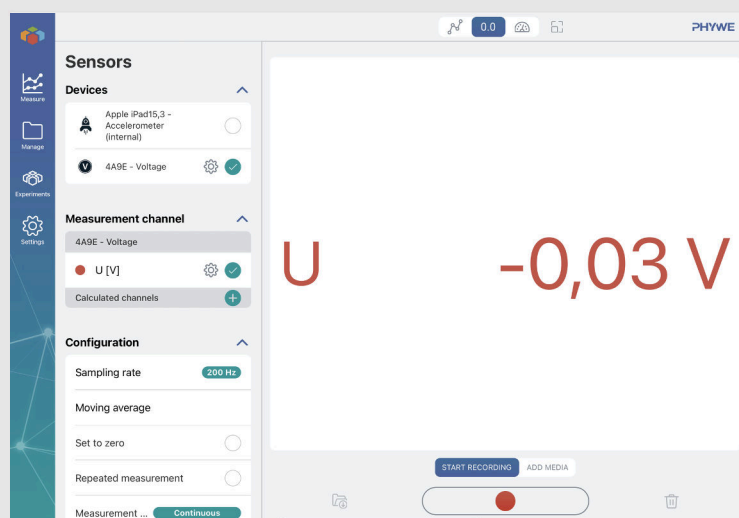 0.0
PHYWE
Measure
Manage
Experiments
Settings
Sensors
Devices
Apple iPad15,3 -
Accelerometer
(internal)
V
4A9E - Voltage
Measurement channel
4A9E - Voltage
U [V]
Calculated channels
Configuration
Sampling rate 200 Hz
Moving average
Set to zero
Repeated measurement
Measurement ... Continuous
U -0,03 V
START RECORDING ADD MEDIA